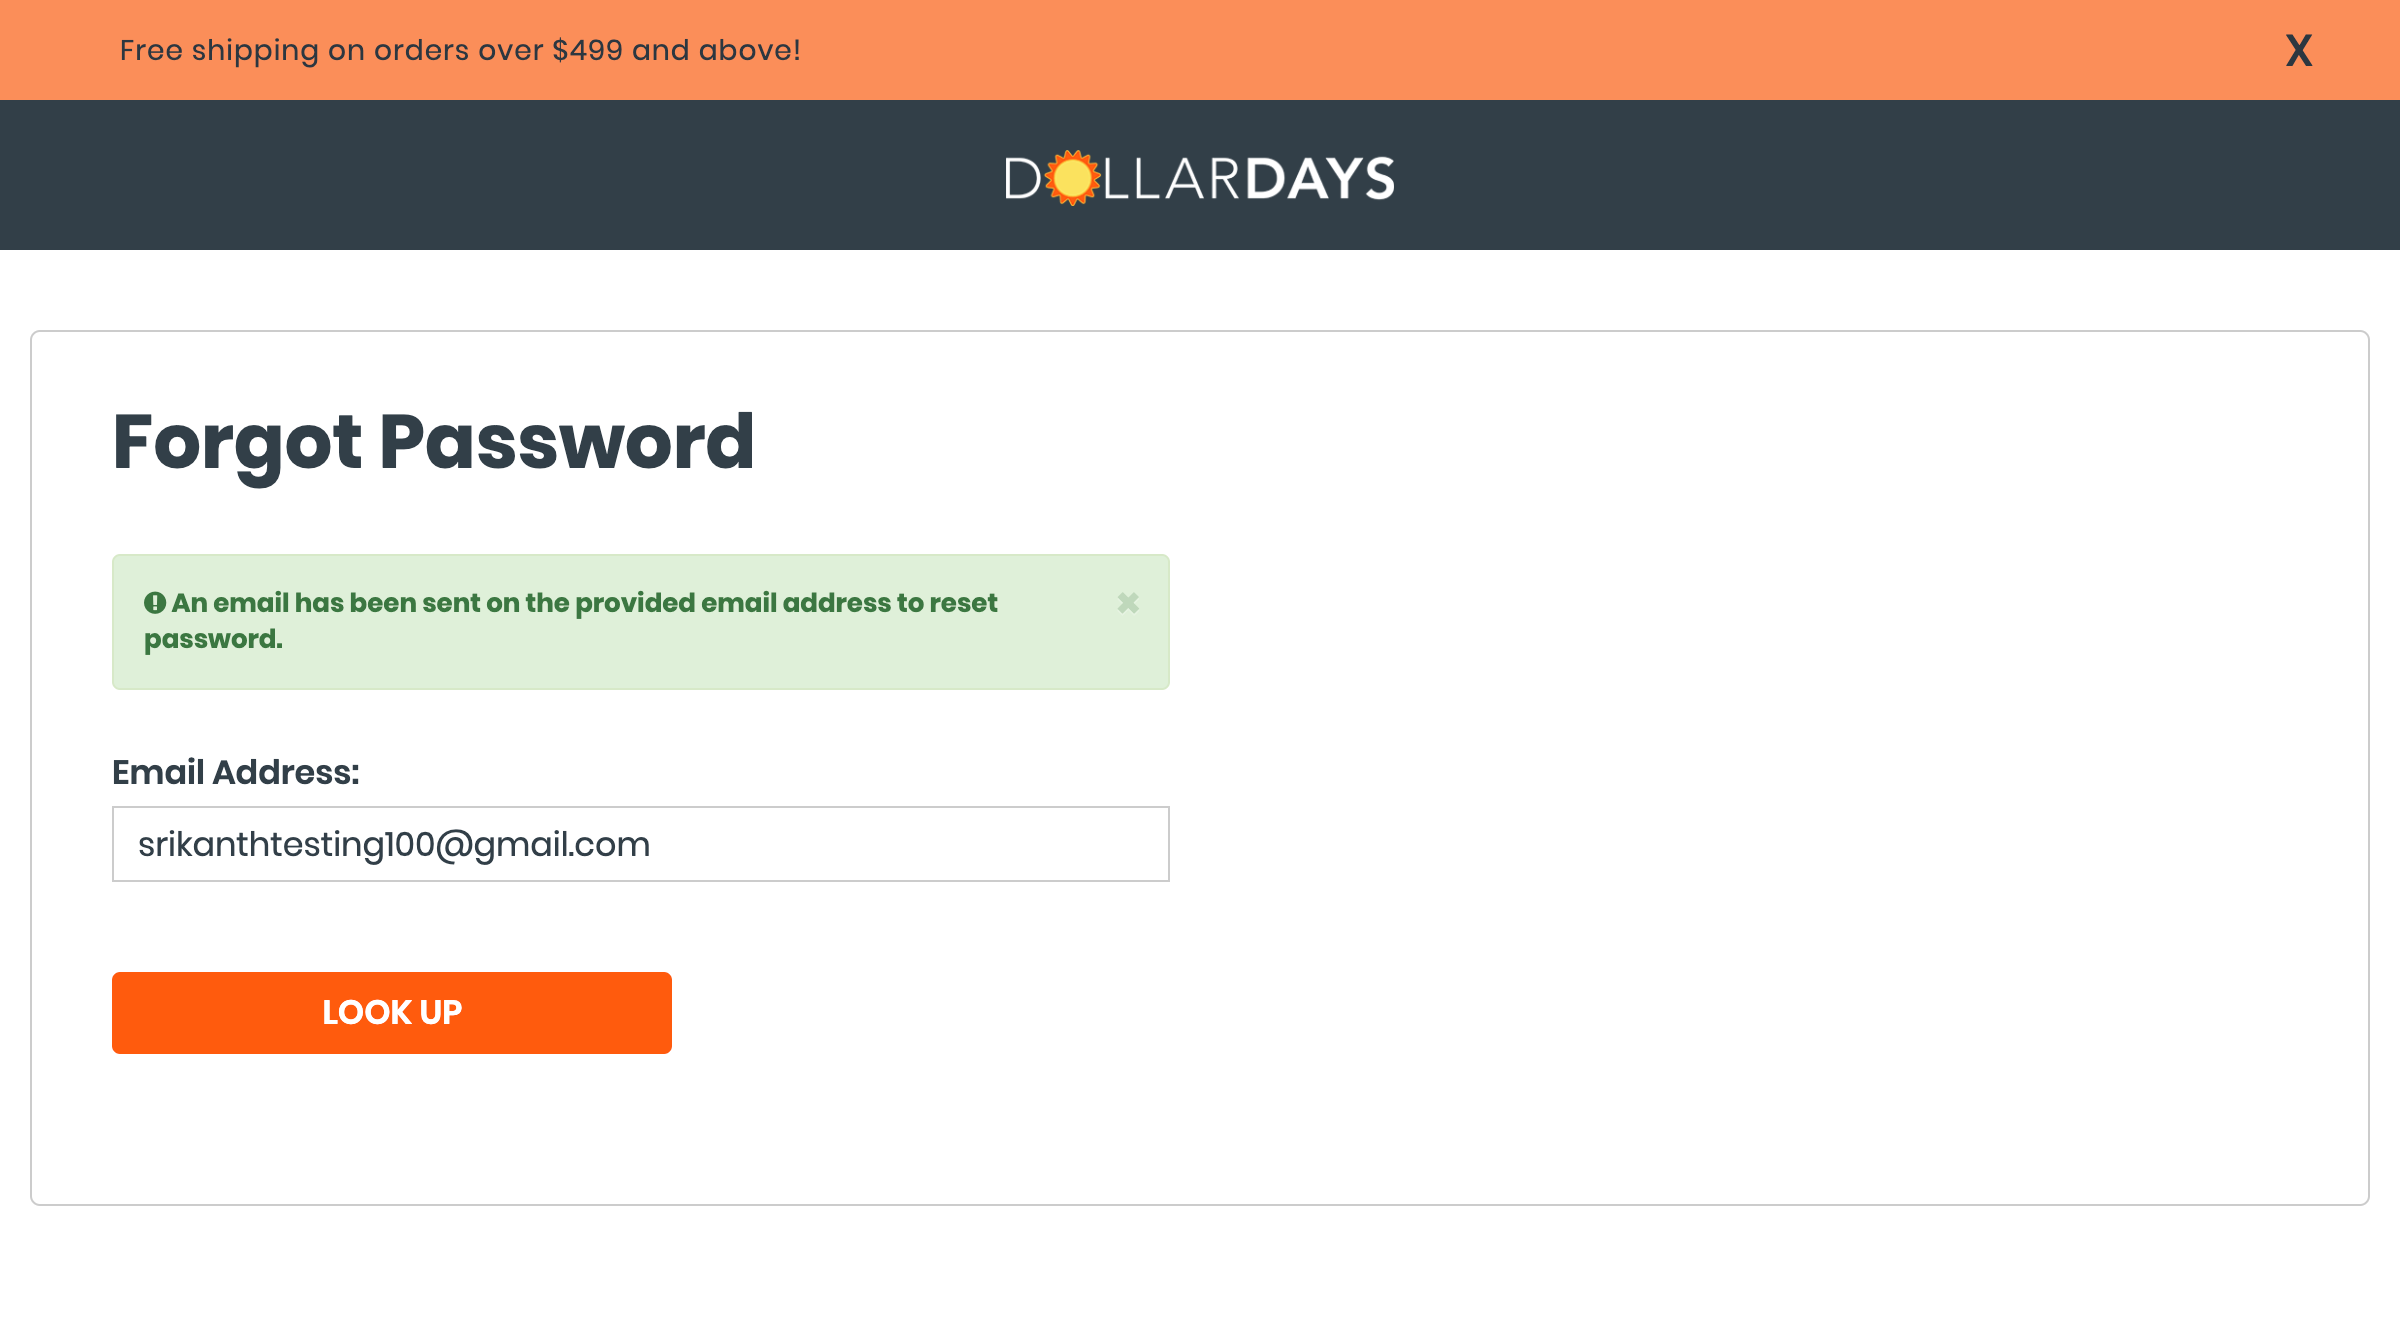 Free shipping on orders over $499 and above!
X
DOLLARDAYS
Forgot Password
An email has been sent on the provided email address to reset
password.
Email Address:
srikanthtesting100@gmail.com
LOOK UP